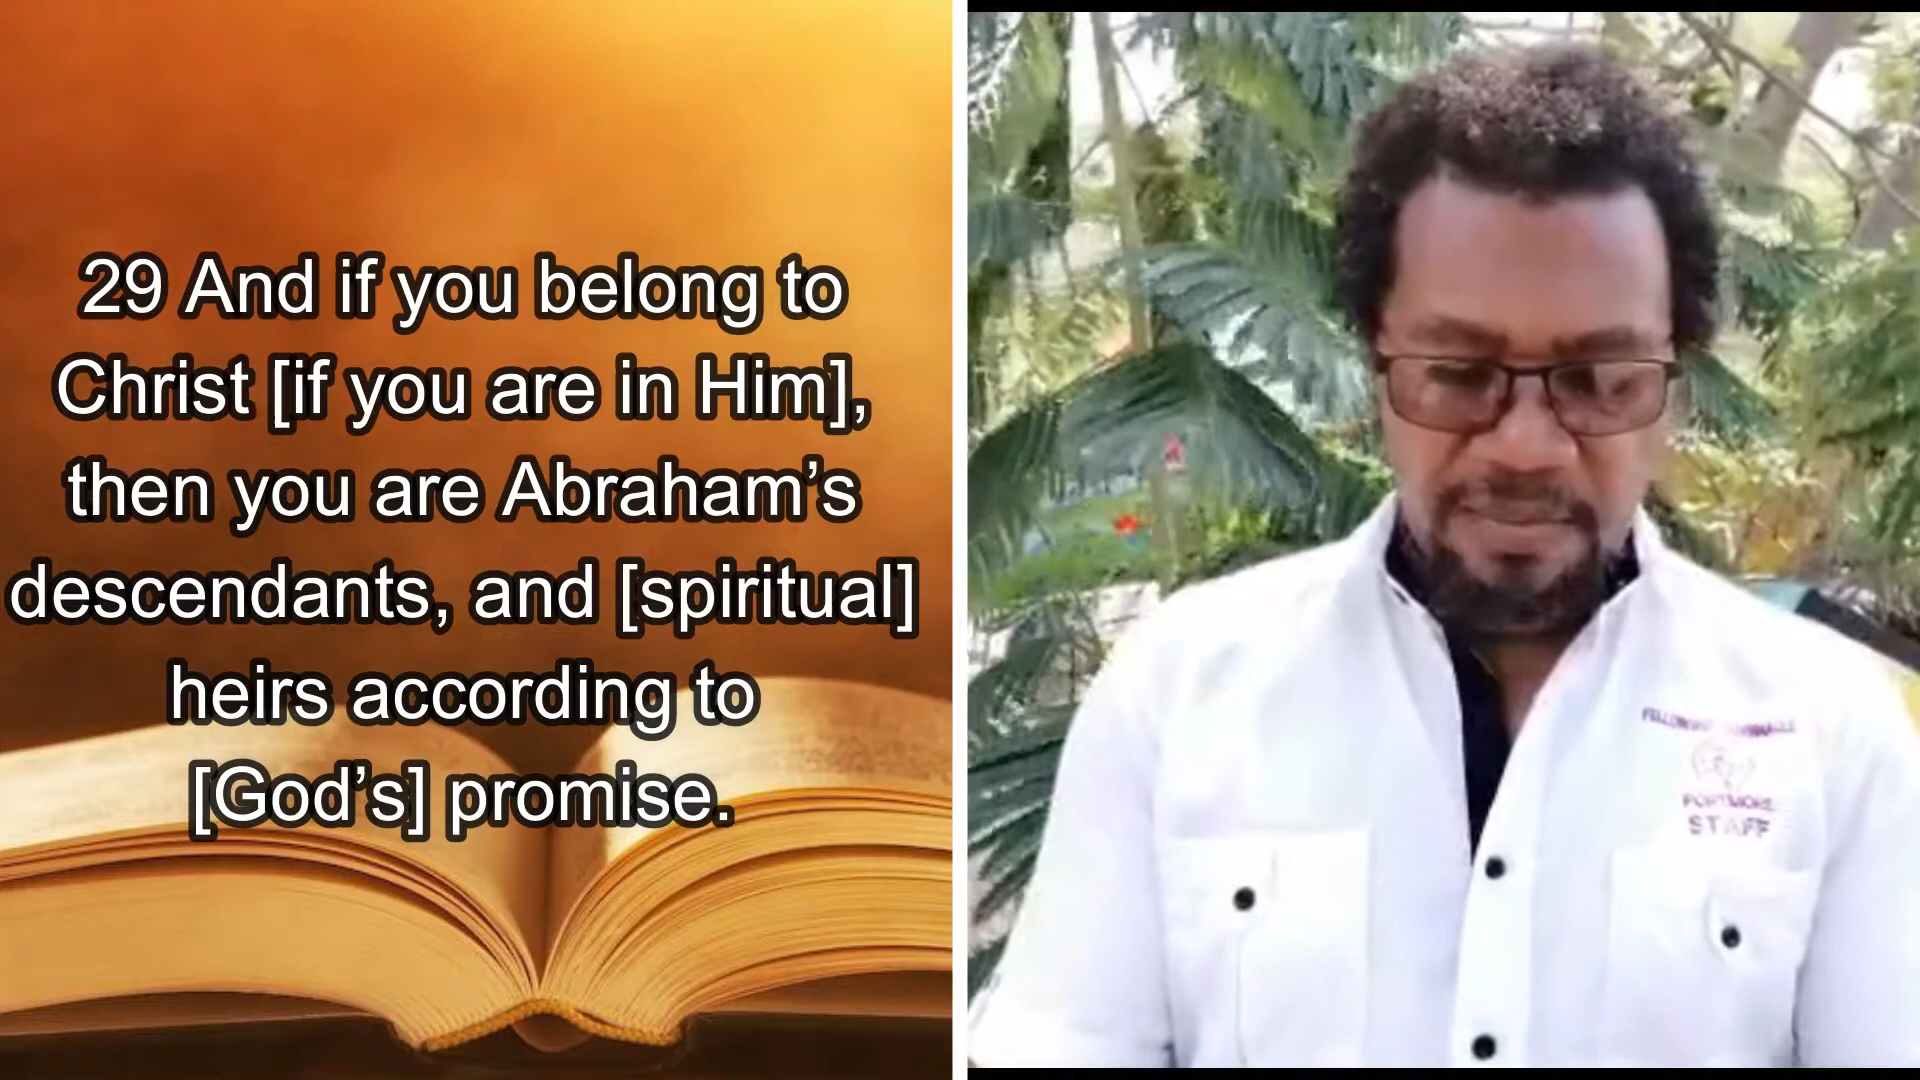 29 And if you belong to
Christ [if you are in Him],
then you are Abraham’s
descendants, and [spiritual]
heirs according to
[God’s] promise.
PORTMORE
STAFF